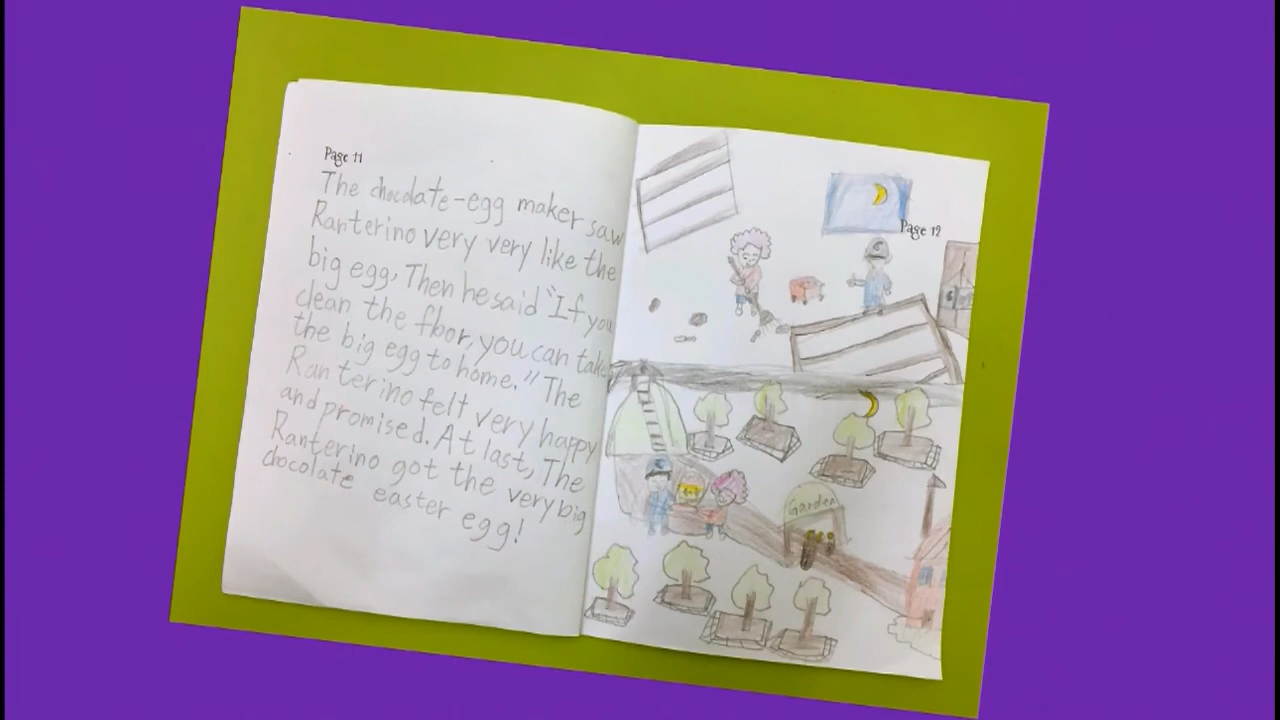 Page 11
The chocolate-egg maker saw
Ranterino very very like the
big egg, Then he said "If you
clean the floor, you can take
the big egg to home." The
Ranterino felt very happy
and promised. At last, The
Ranterino got the very big
chocolate easter egg!
Page 12
Garden